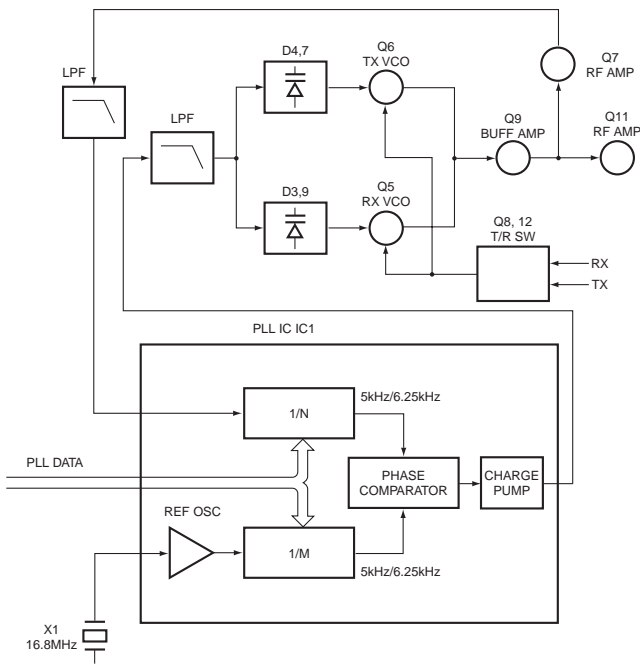 LPF
LPF
D4,7
Q6
TX VCO
Q7
RF AMP
Q9
BUFF AMP
Q11
RF AMP
D3,9
Q5
RX VCO
Q8, 12
T/R SW
RX
TX
PLL IC IC1
1/N
5kHz/6.25kHz
PLL DATA
PHASE
COMPARATOR
CHARGE
PUMP
REF OSC
1/M
5kHz/6.25kHz
X1
16.8MHz